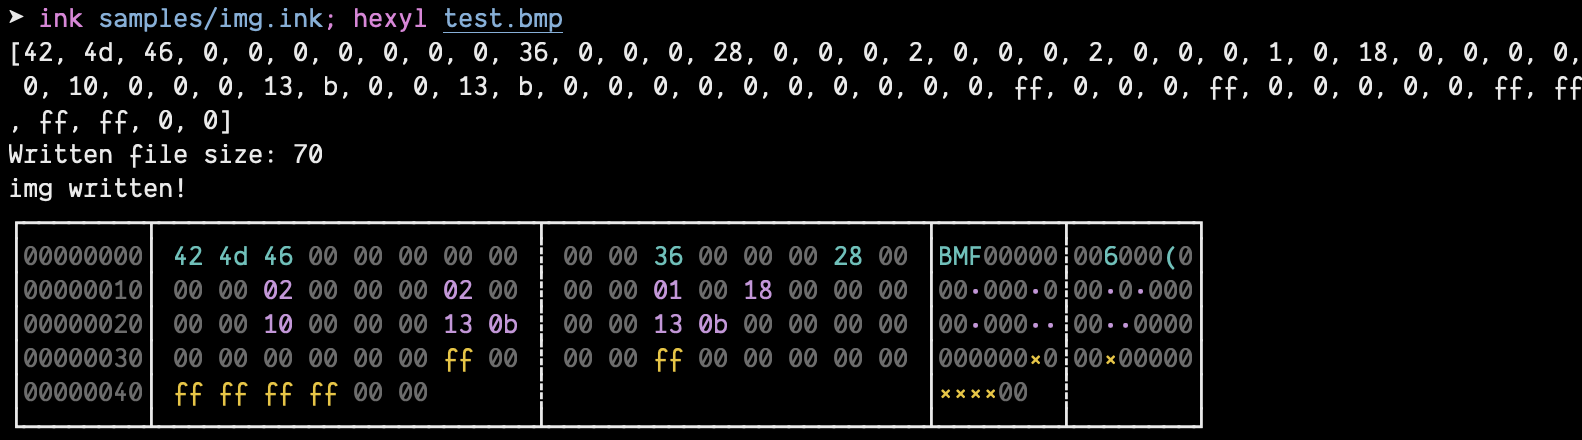 ➤ ink samples/img.ink; hexyl test.bmp
[42, 4d, 46, 0, 0, 0, 0, 0, 0, 0, 36, 0, 0, 0, 28, 0, 0, 0, 2, 0, 0, 0, 2, 0, 0, 0, 1, 0, 18, 0, 0, 0, 0,
0, 10, 0, 0, 0, 13, b, 0, 0, 13, b, 0, 0, 0, 0, 0, 0, 0, 0, 0, 0, ff, 0, 0, 0, ff, 0, 0, 0, 0, 0, ff, ff
, ff, ff, 0, 0]
Written file size: 70
img written!
00000000 42 4d 46 00 00 00 00 00 00 00 36 00 00 00 28 00 BMF00000 006000(0
00000010 00 00 02 00 00 00 02 00 00 00 01 00 18 00 00 00 00•000•0 00•0•000
00000020 00 00 10 00 00 00 13 0b 00 00 13 0b 00 00 00 00 00•000•• 00••0000
00000030 00 00 00 00 00 00 ff 00 00 00 ff 00 00 00 00 00 000000×0 00×00000
00000040 ff ff ff ff 00 00 ××××00